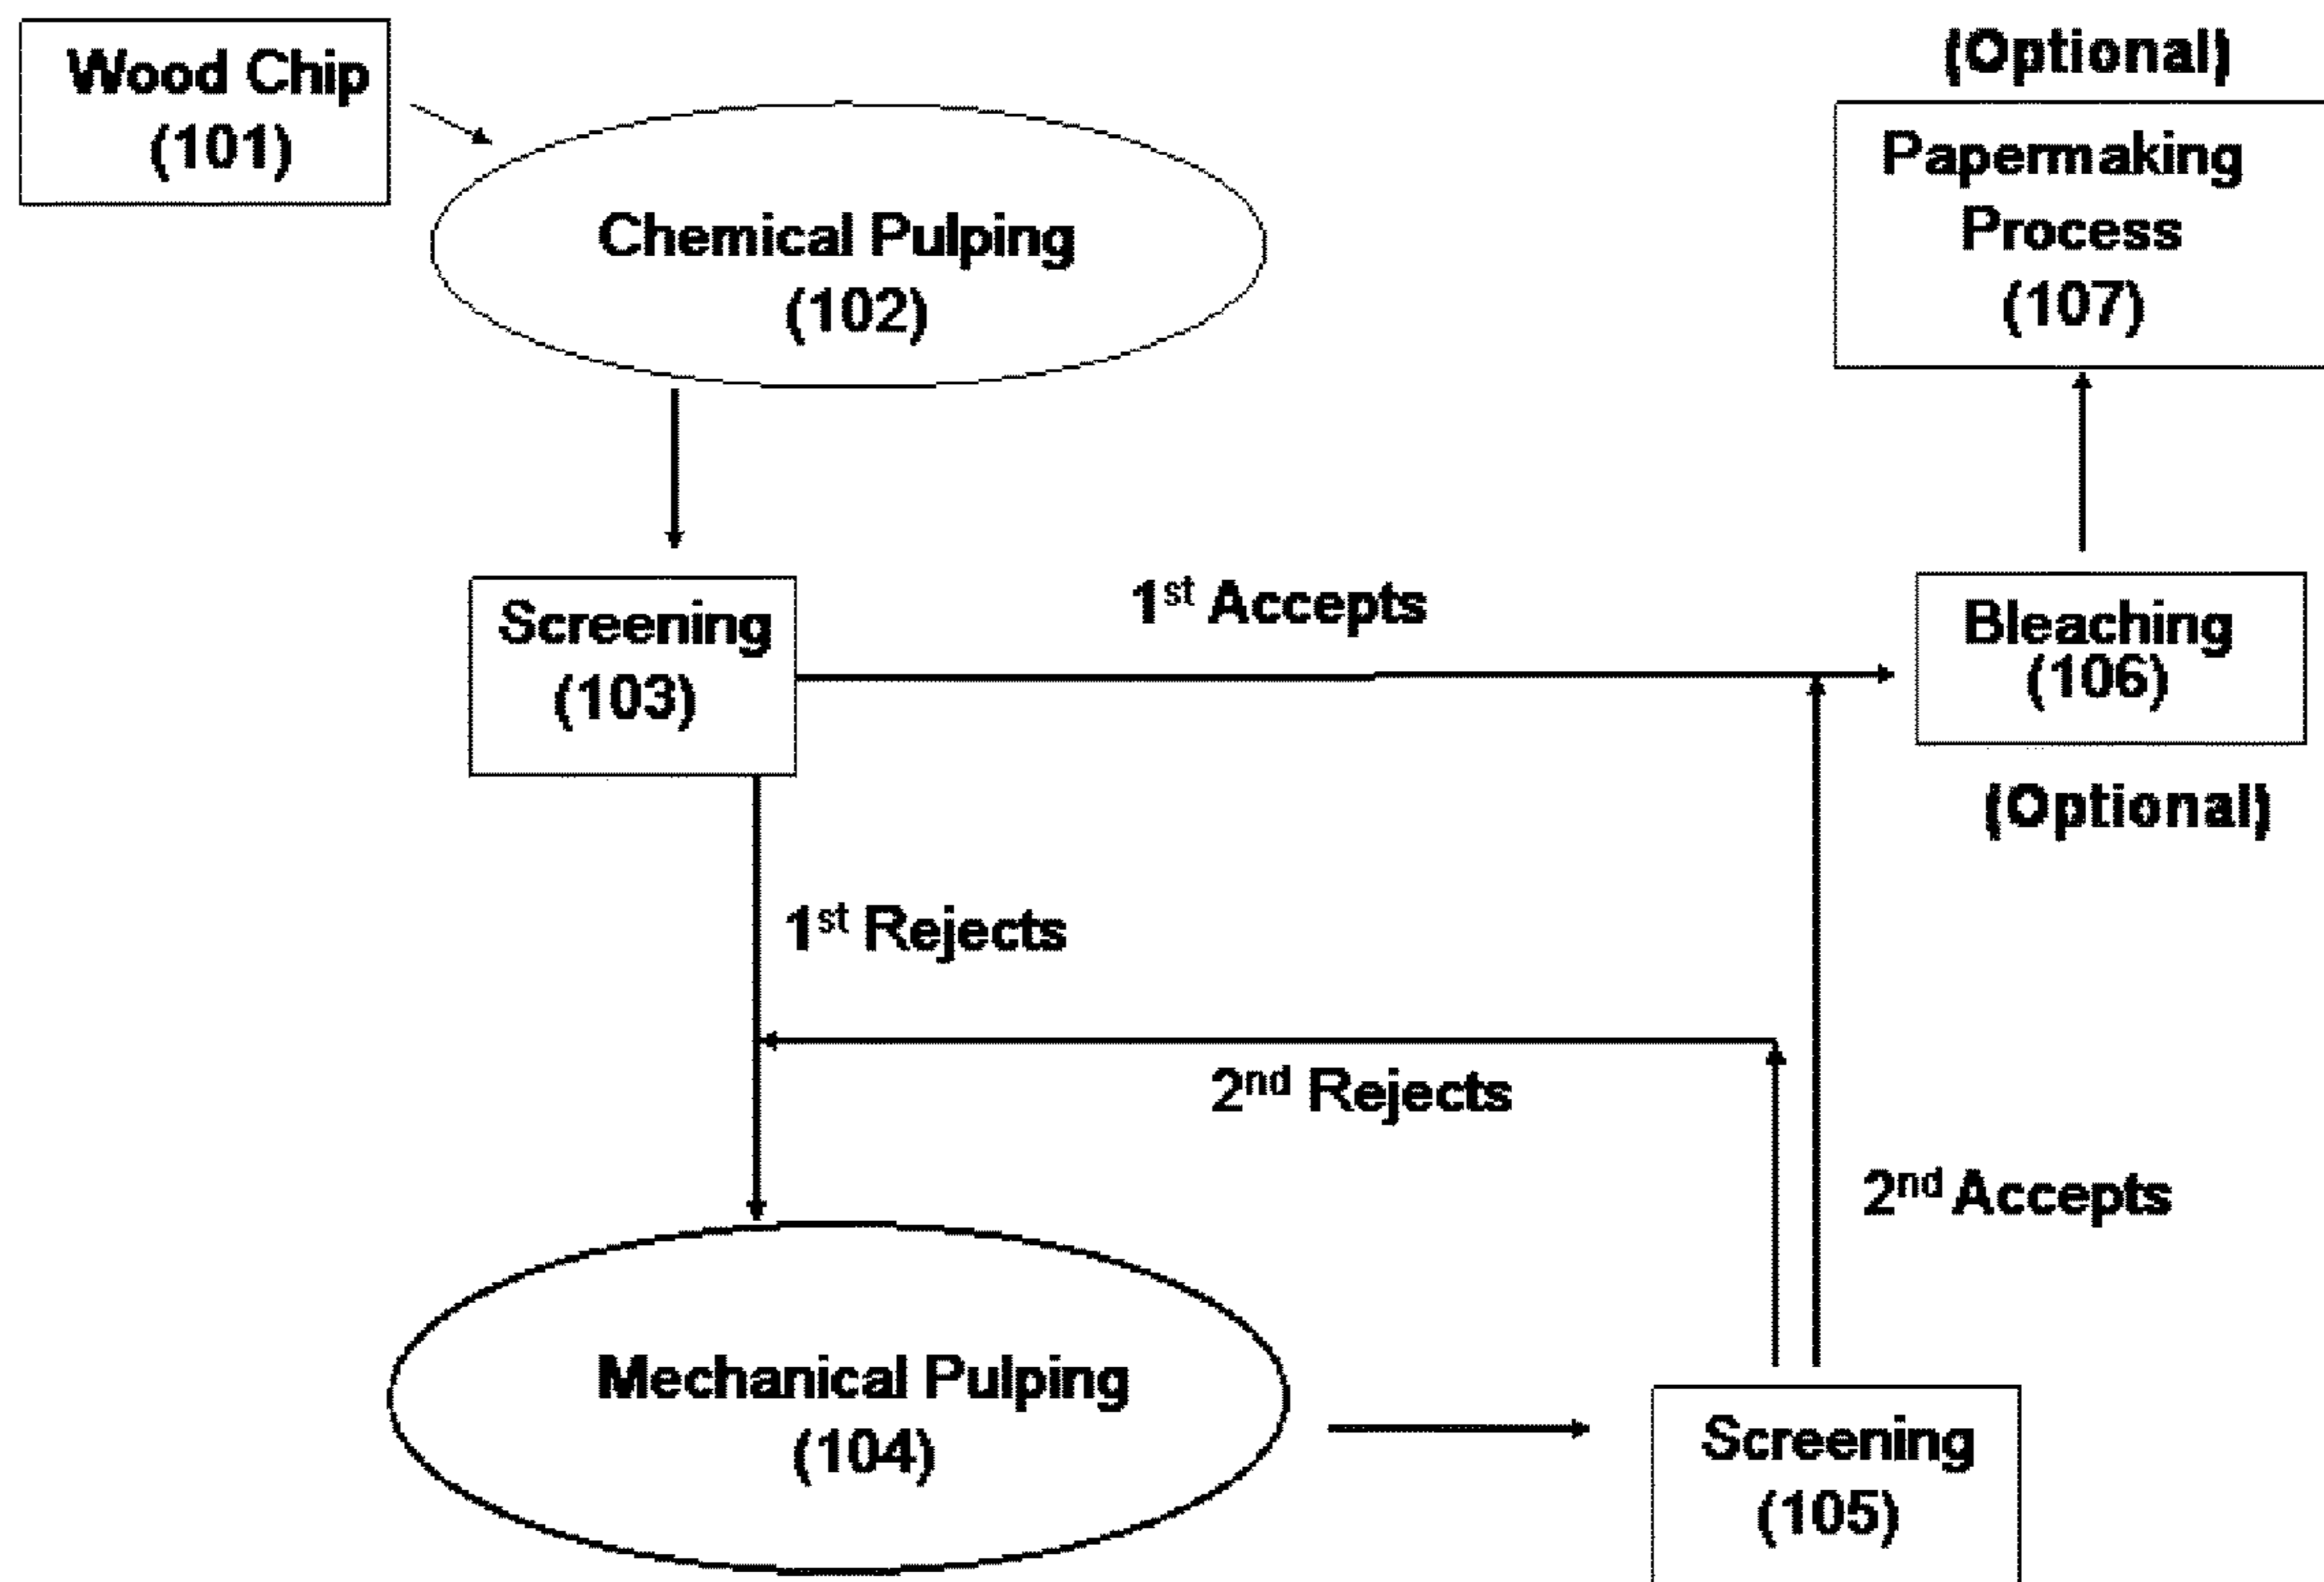 Wood Chip
(101)
Chemical Pulping
(102)
(Optional)
Papermaking
Process
(107)
Screening
(103)
1st Accepts
Bleaching
(106)
(Optional)
1st Rejects
2nd Rejects
2nd Accepts
Mechanical Pulping
(104)
Screening
(105)